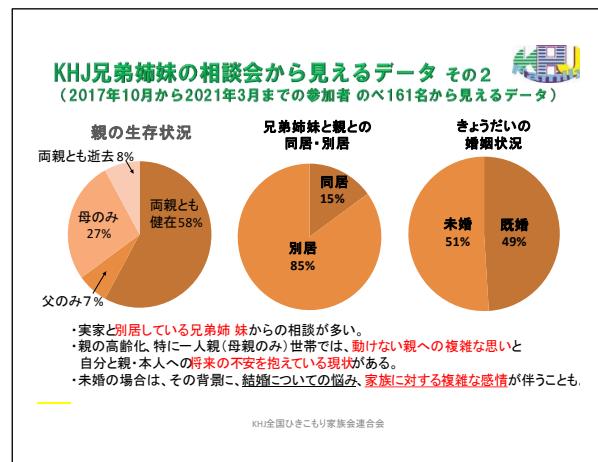 KHJ兄弟姉妹の相談会から見えるデータ その２
（2017年10月から2021年3月までの参加者 のべ161名から見えるデータ）
KHJ
親の生存状況
両親とも逝去8%
両親とも
健在58%
母のみ
27%
父のみ７%
兄弟姉妹と親との
同居・別居
同居
15%
別居
85%
きょうだいの
婚姻状況
未婚
51%
既婚
49%
・実家と別居している兄弟姉 妹からの相談が多い。
・親の高齢化、特に一人親（母親のみ）世帯では、動けない親への複雑な思いと
自分と親・本人への将来の不安を抱えている現状がある。
・未婚の場合は、その背景に、結婚についての悩み、家族に対する複雑な感情が伴うことも。
KHJ全国ひきこもり家族会連合会